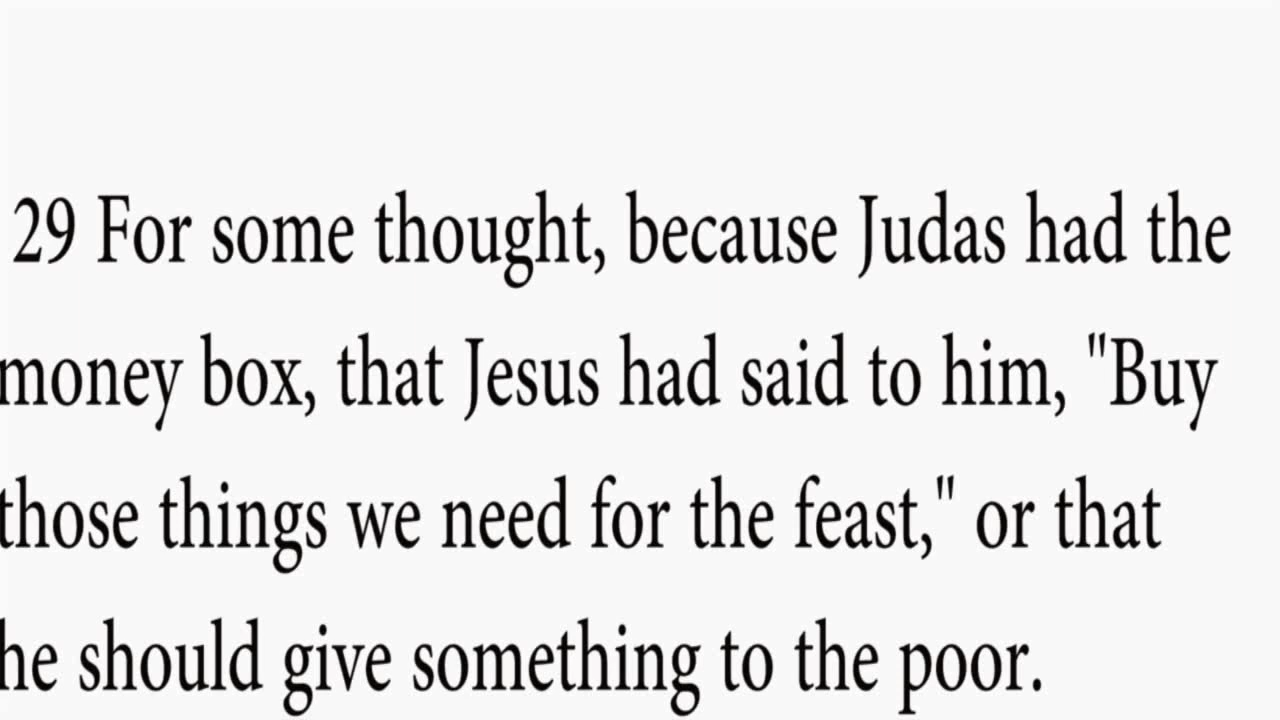 29 For some thought, because Judas had the
money box, that Jesus had said to him, "Buy
those things we need for the feast," or that
he should give something to the poor.